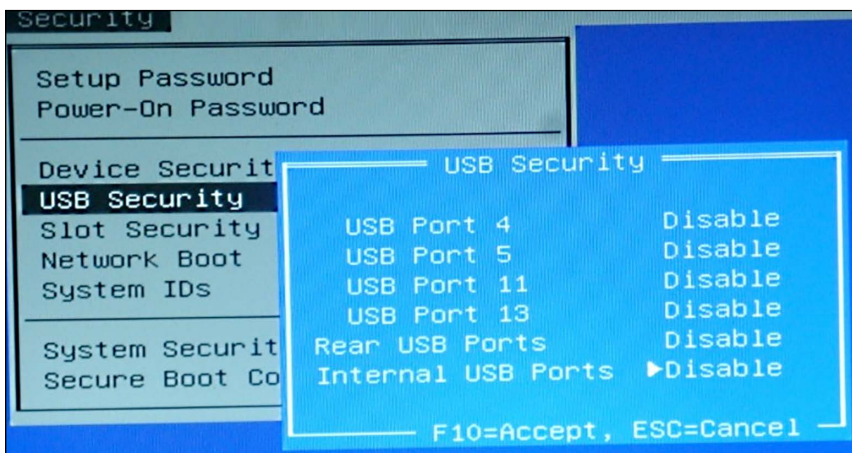 Security
Setup Password
Power-On Password
Device Securit
USB Security
Slot Security
Network Boot
System IDs
System Securit
Secure Boot Co
USB Security
USB Port 4 Disable
USB Port 5 Disable
USB Port 11 Disable
USB Port 13 Disable
Rear USB Ports Disable
Internal USB Ports ▶Disable
F10=Accept, ESC=Cancel